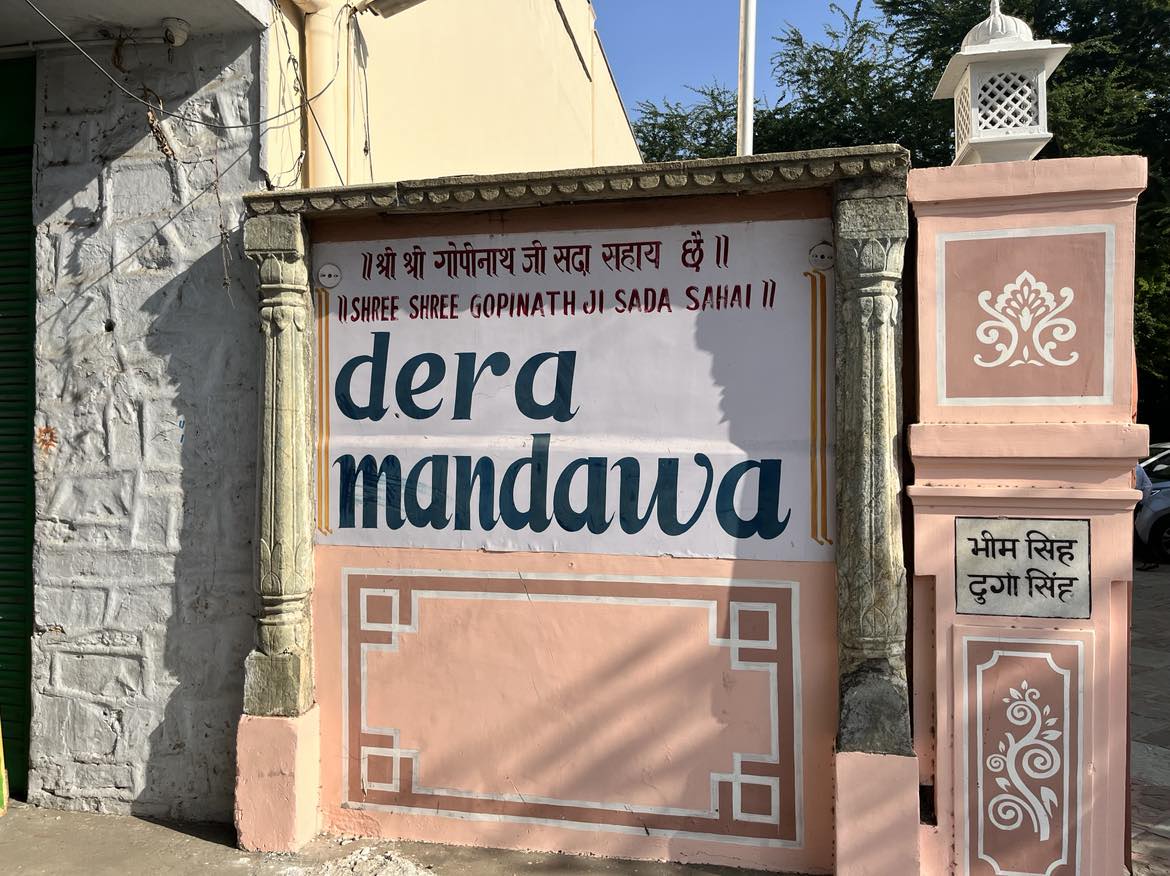 ॥श्री श्री गोपीनाथ जी सदा सहाय छै॥
॥SHREE SHREE GOPINATH JI SADA SAHAI॥
dera
mandawa
भीम सिंह
दुर्गा सिंह